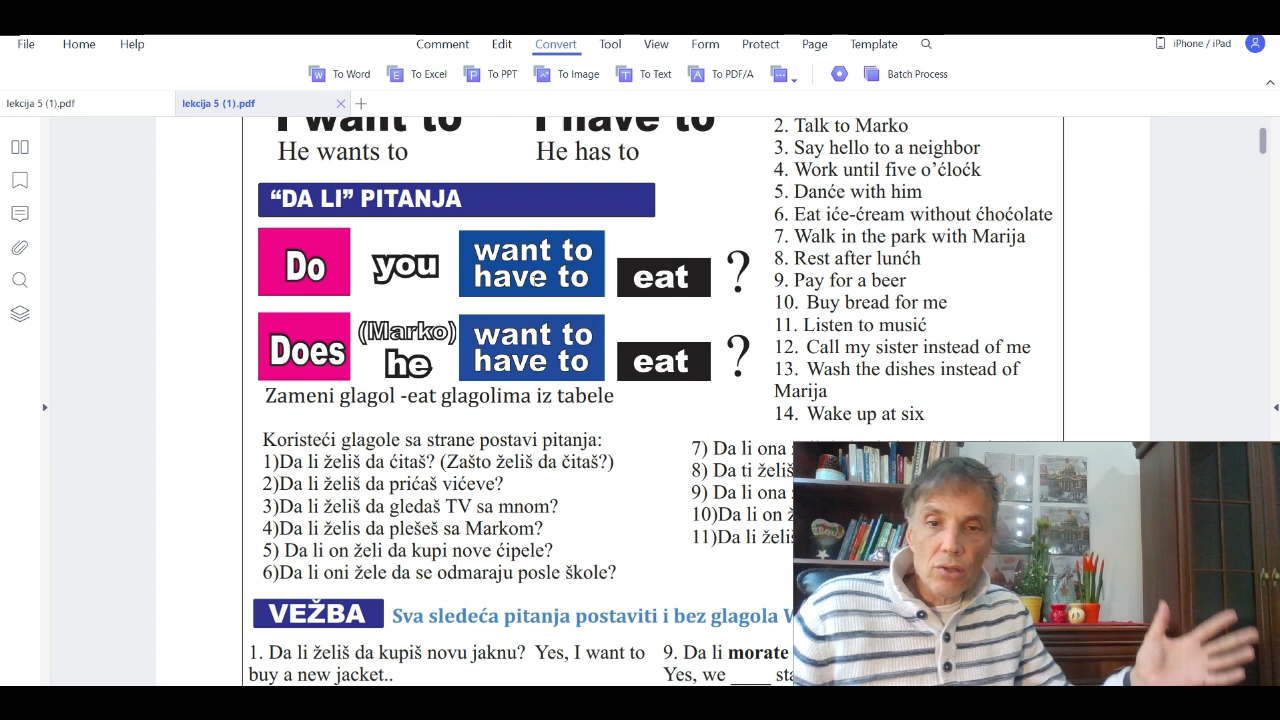 File Home Help Comment Edit Convert Tool View Form Protect Page Template iPhone / iPad
To Word To Excel To PPT To Image To Text To PDF/A Batch Process
lekcija 5 (1).pdf lekcija 5 (1).pdf
I want to I have to
He wants to He has to
“DA LI” PITANJA
Do you want to have to eat ?
Does (Marko) he want to have to eat ?
Zameni glagol -eat glagolima iz tabele
2. Talk to Marko
3. Say hello to a neighbor
4. Work until five o’ćloćk
5. Danće with him
6. Eat iće-ćream without ćhoćolate
7. Walk in the park with Marija
8. Rest after lunćh
9. Pay for a beer
10. Buy bread for me
11. Listen to musić
12. Call my sister instead of me
13. Wash the dishes instead of
Marija
14. Wake up at six
Koristeći glagole sa strane postavi pitanja:
1)Da li želiš da ćitaš? (Zašto želiš da čitaš?)
2)Da li želiš da prićaš vićeve?
3)Da li želiš da gledaš TV sa mnom?
4)Da li želis da plešeš sa Markom?
5) Da li on želi da kupi nove ćipele?
6)Da li oni žele da se odmaraju posle škole?
7) Da li ona
8) Da ti želiš
9) Da li ona
10)Da li on
11)Da li želiš
VEŽBA Sva sledeća pitanja postaviti i bez glagola
1. Da li želiš da kupiš novu jaknu? Yes, I want to
buy a new jacket..
9. Da li morate
Yes, we ____